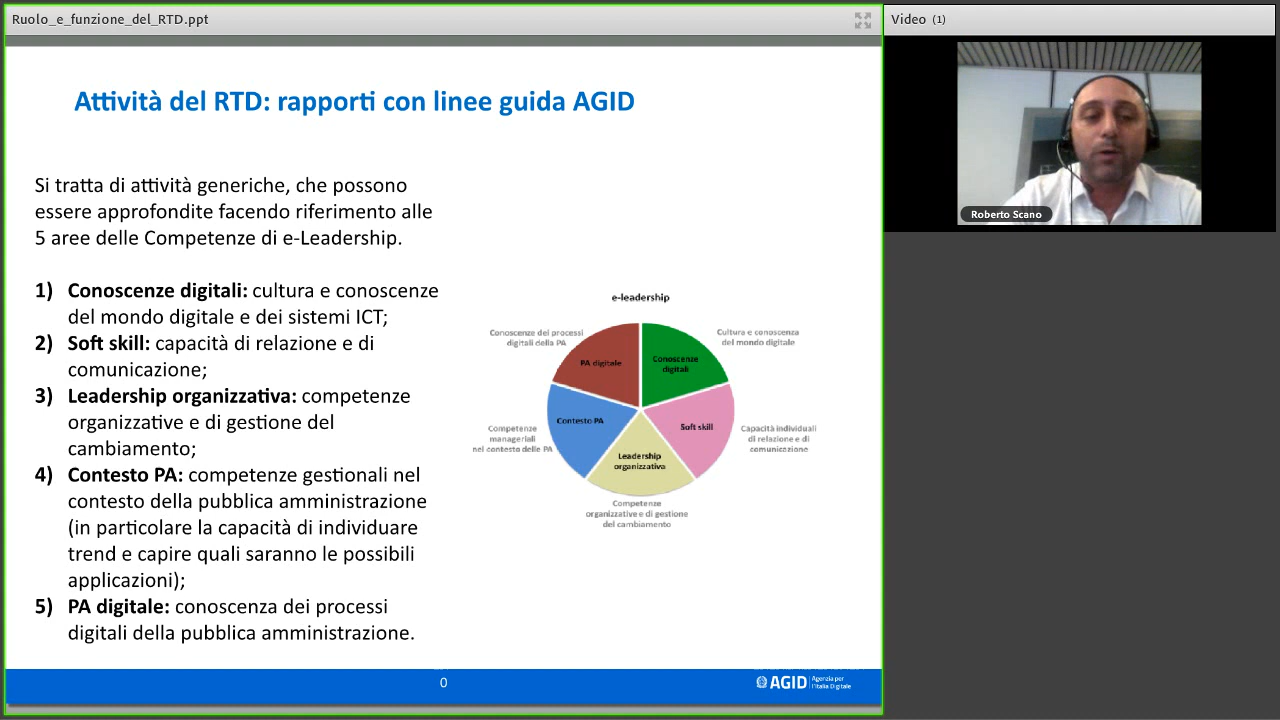 Ruolo_e_funzione_del_RTD.ppt
Video (1)
Roberto Scano
Attività del RTD: rapporti con linee guida AGID
Si tratta di attività generiche, che possono
essere approfondite facendo riferimento alle
5 aree delle Competenze di e-Leadership.
1) Conoscenze digitali: cultura e conoscenze
del mondo digitale e dei sistemi ICT;
2) Soft skill: capacità di relazione e di
comunicazione;
3) Leadership organizzativa: competenze
organizzative e di gestione del
cambiamento;
4) Contesto PA: competenze gestionali nel
contesto della pubblica amministrazione
(in particolare la capacità di individuare
trend e capire quali saranno le possibili
applicazioni);
5) PA digitale: conoscenza dei processi
digitali della pubblica amministrazione.
e-leadership
Conoscenze dei processi
digitali della PA
Cultura e conoscenza
del mondo digitale
PA digitale
Conoscenze
digitali
Contesto PA
Soft skill
Leadership
organizzativa
Competenze
manageriali
nel contesto delle PA
Capacità individuali
di relazione e di
comunicazione
Competenze
organizzative e di gestione
del cambiamento
0
AGID
Agenzia per
l'Italia Digitale